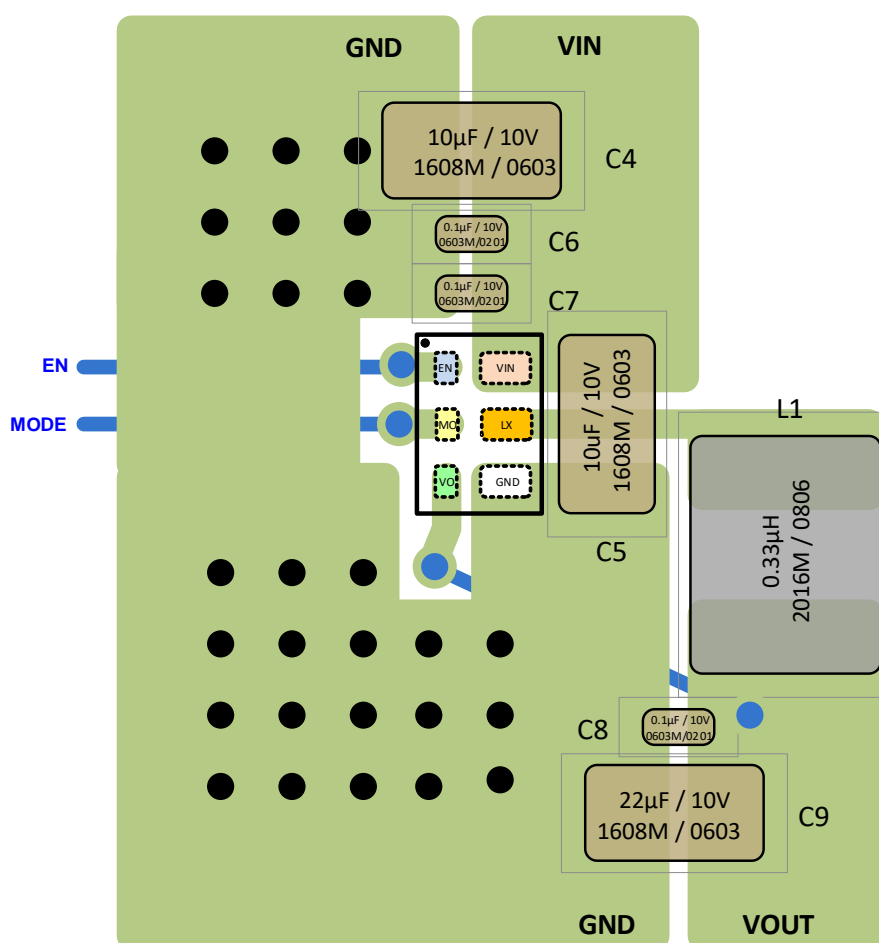 GND
VIN
10µF / 10V
1608M / 0603
C4
0.1µF / 10V
0603M/0201
C6
0.1µF / 10V
0603M/0201
C7
EN
EN
VIN
10uF / 10V
1608M / 0603
MODE
MO
LX
L1
VO
GND
C5
0.33µH
2016M / 0806
C8
0.1µF / 10V
0603M/0201
22µF / 10V
1608M / 0603
C9
GND
VOUT